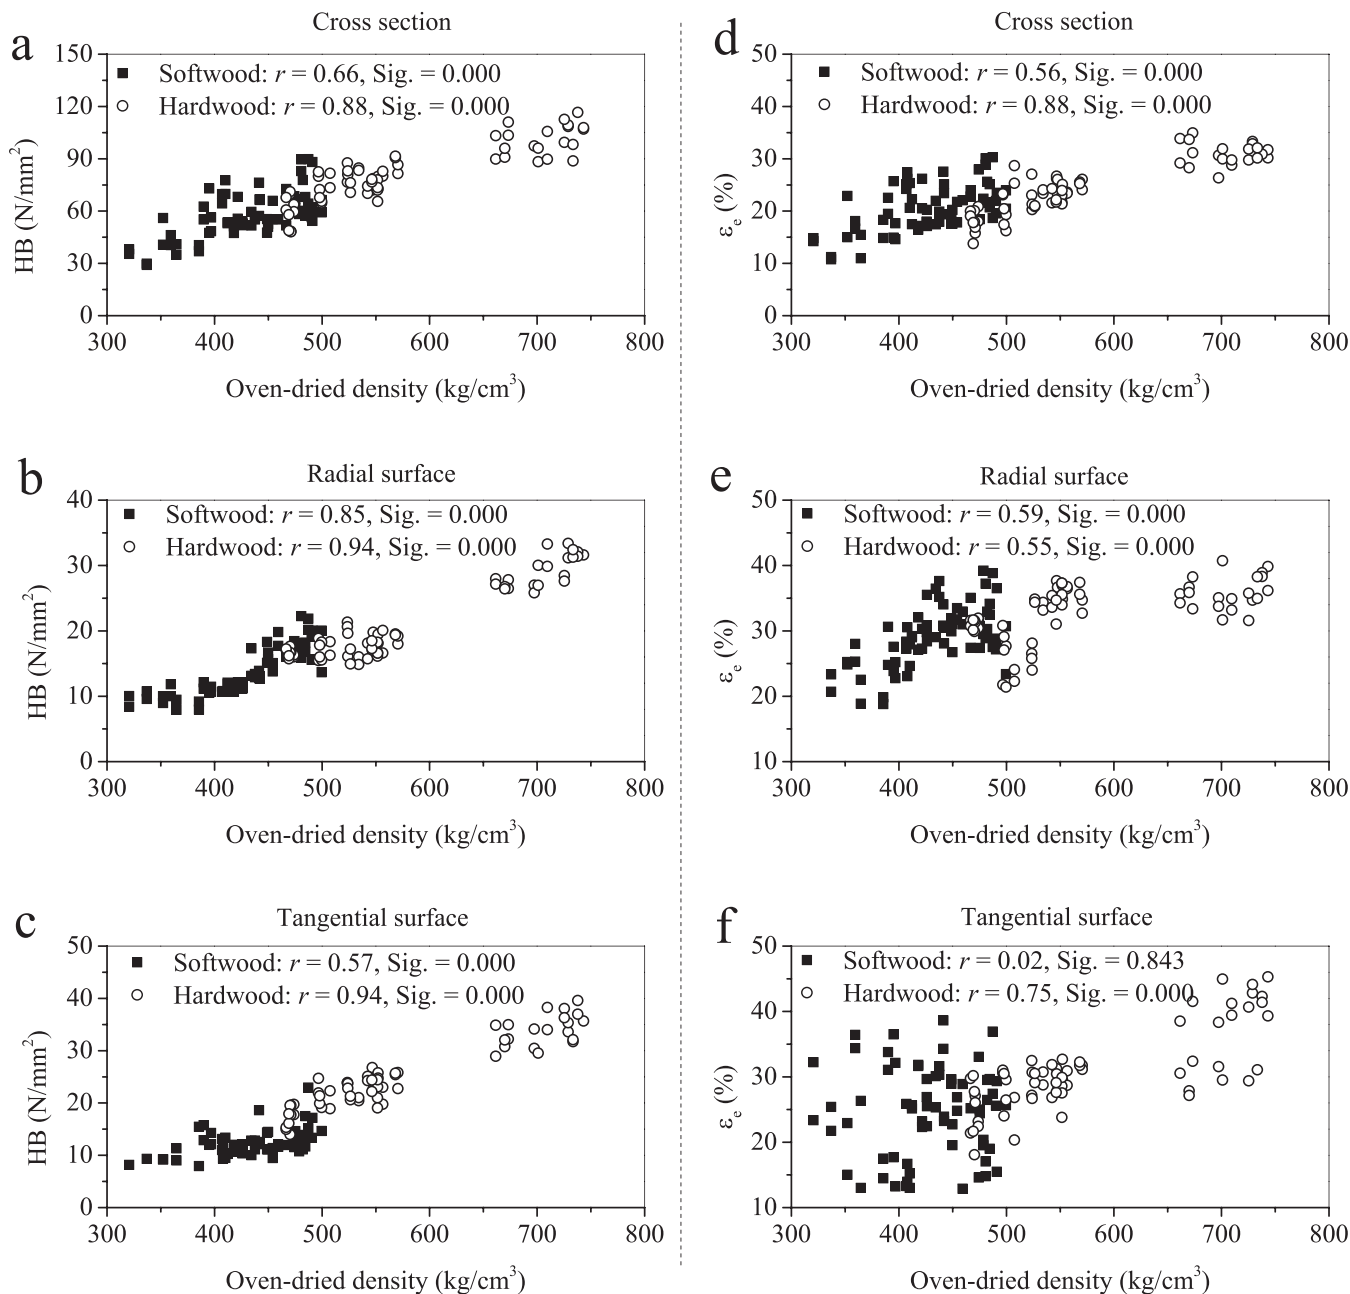 a
Cross section
HB (N/mm²)
150
120
90
60
30
0
Softwood: r = 0.66, Sig. = 0.000
Hardwood: r = 0.88, Sig. = 0.000
300 400 500 600 700 800
Oven-dried density (kg/cm³)
d
Cross section
εe (%)
50
40
30
20
10
0
Softwood: r = 0.56, Sig. = 0.000
Hardwood: r = 0.88, Sig. = 0.000
300 400 500 600 700 800
Oven-dried density (kg/cm³)
b
Radial surface
HB (N/mm²)
40
30
20
10
0
Softwood: r = 0.85, Sig. = 0.000
Hardwood: r = 0.94, Sig. = 0.000
300 400 500 600 700 800
Oven-dried density (kg/cm³)
e
Radial surface
εe (%)
50
40
30
20
10
Softwood: r = 0.59, Sig. = 0.000
Hardwood: r = 0.55, Sig. = 0.000
300 400 500 600 700 800
Oven-dried density (kg/cm³)
c
Tangential surface
HB (N/mm²)
50
40
30
20
10
0
Softwood: r = 0.57, Sig. = 0.000
Hardwood: r = 0.94, Sig. = 0.000
300 400 500 600 700 800
Oven-dried density (kg/cm³)
f
Tangential surface
εe (%)
50
40
30
20
10
Softwood: r = 0.02, Sig. = 0.843
Hardwood: r = 0.75, Sig. = 0.000
300 400 500 600 700 800
Oven-dried density (kg/cm³)